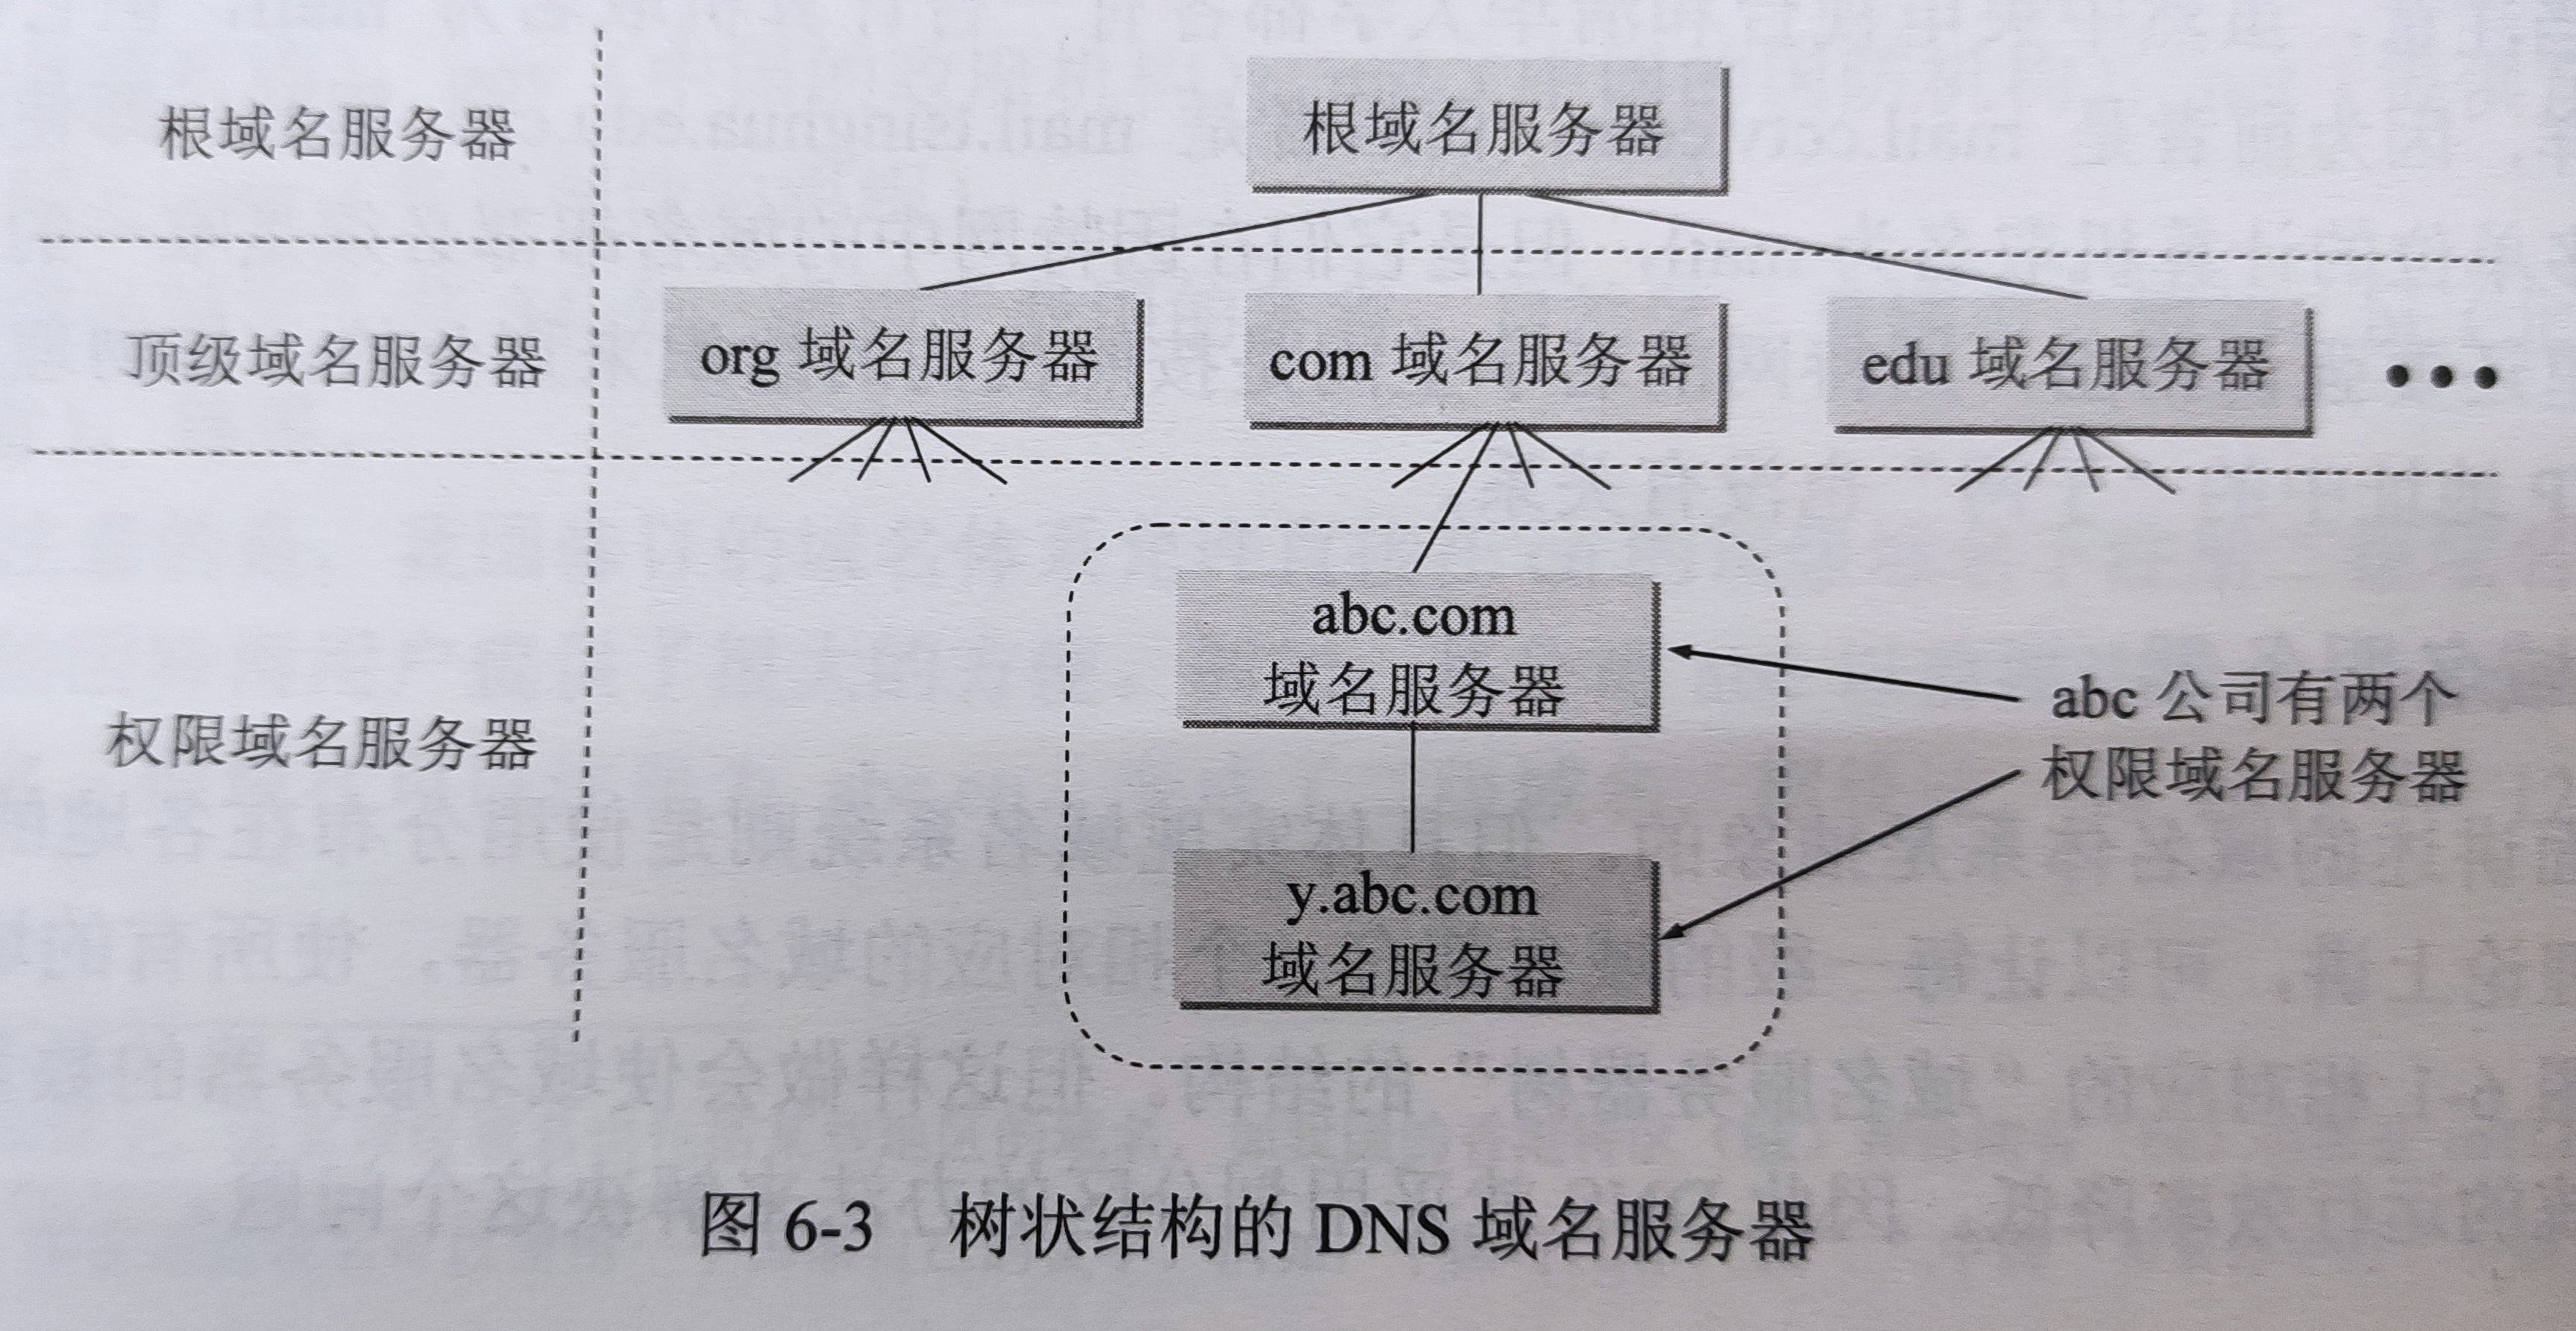 根域名服务器
根域名服务器
顶级域名服务器
org 域名服务器
com 域名服务器
edu 域名服务器
•••
权限域名服务器
abc.com
域名服务器
y.abc.com
域名服务器
abc 公司有两个
权限域名服务器
图 6-3 树状结构的 DNS 域名服务器